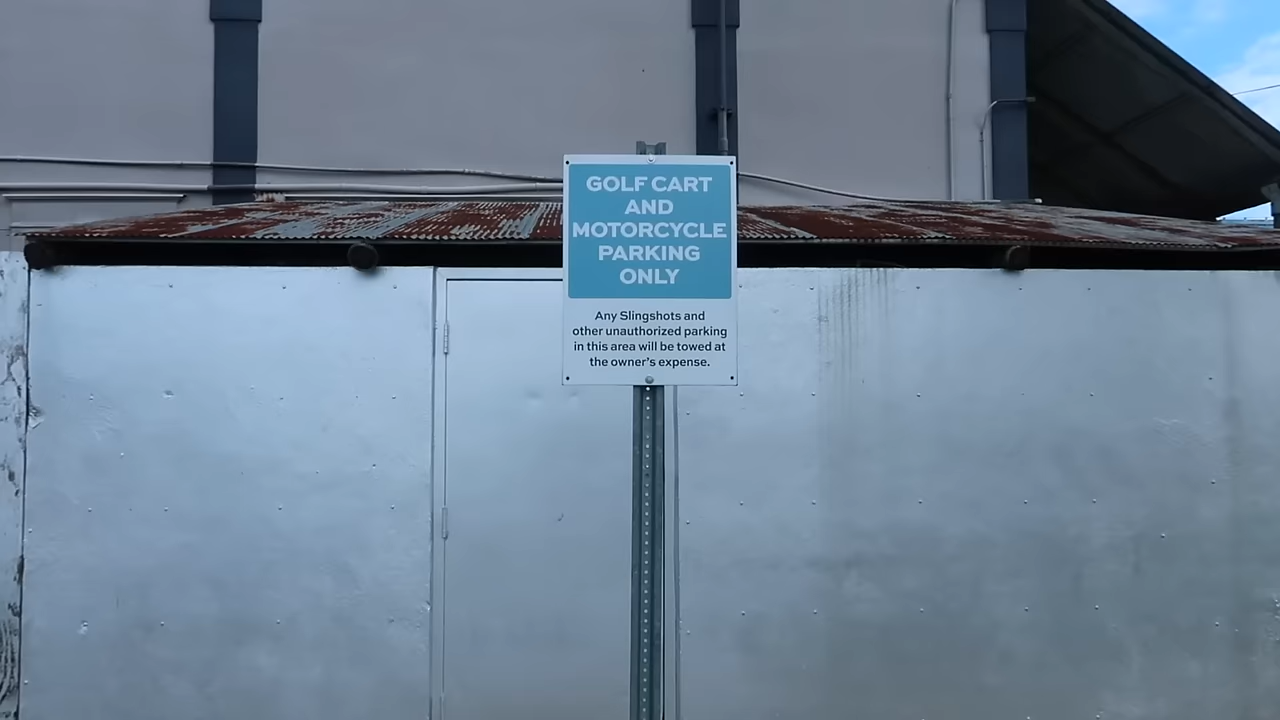 GOLF CART
AND
MOTORCYCLE
PARKING
ONLY
Any Slingshots and
other unauthorized parking
in this area will be towed at
the owner's expense.